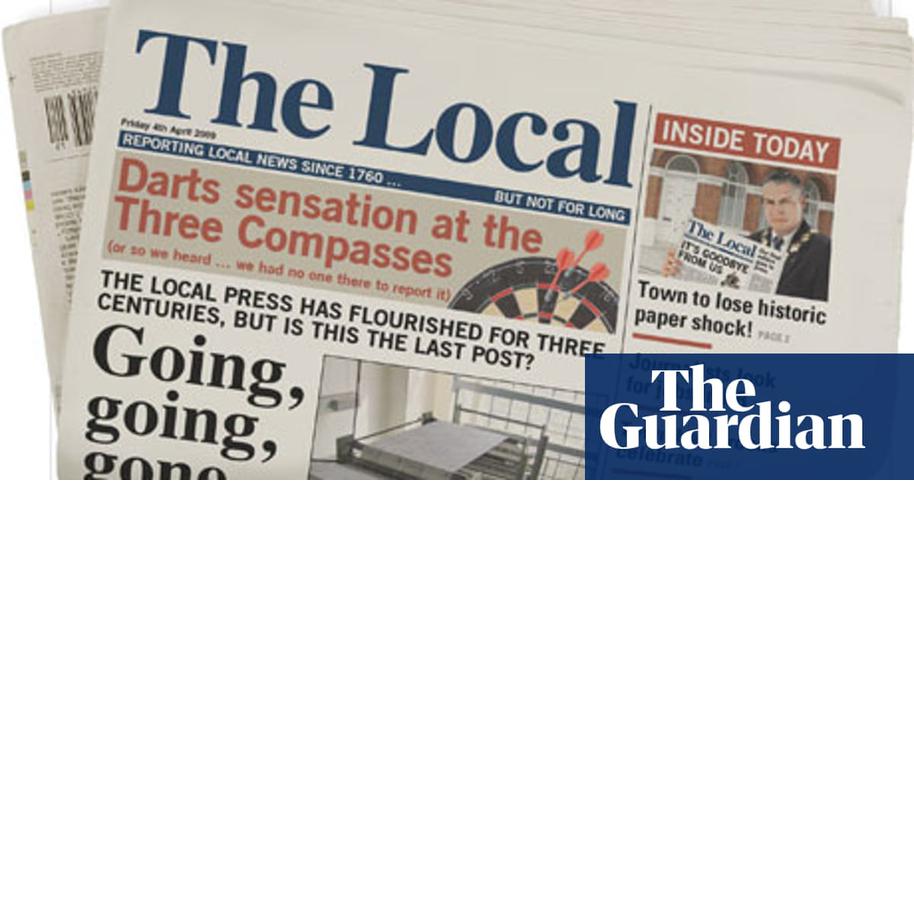 The Local
Friday 4th April 2009
REPORTING LOCAL NEWS SINCE 1760 ...
BUT NOT FOR LONG
Darts sensation at the
Three Compasses
(or so we heard ... we had no one there to report it)
THE LOCAL PRESS HAS FLOURISHED FOR THREE
CENTURIES, BUT IS THIS THE LAST POST?
Going,
going,
gone
INSIDE TODAY
The Local
IT'S GOODBYE
FROM US
Town to lose historic
paper shock! PAGE 2
Journalists look
for
celebrate
The
Guardian